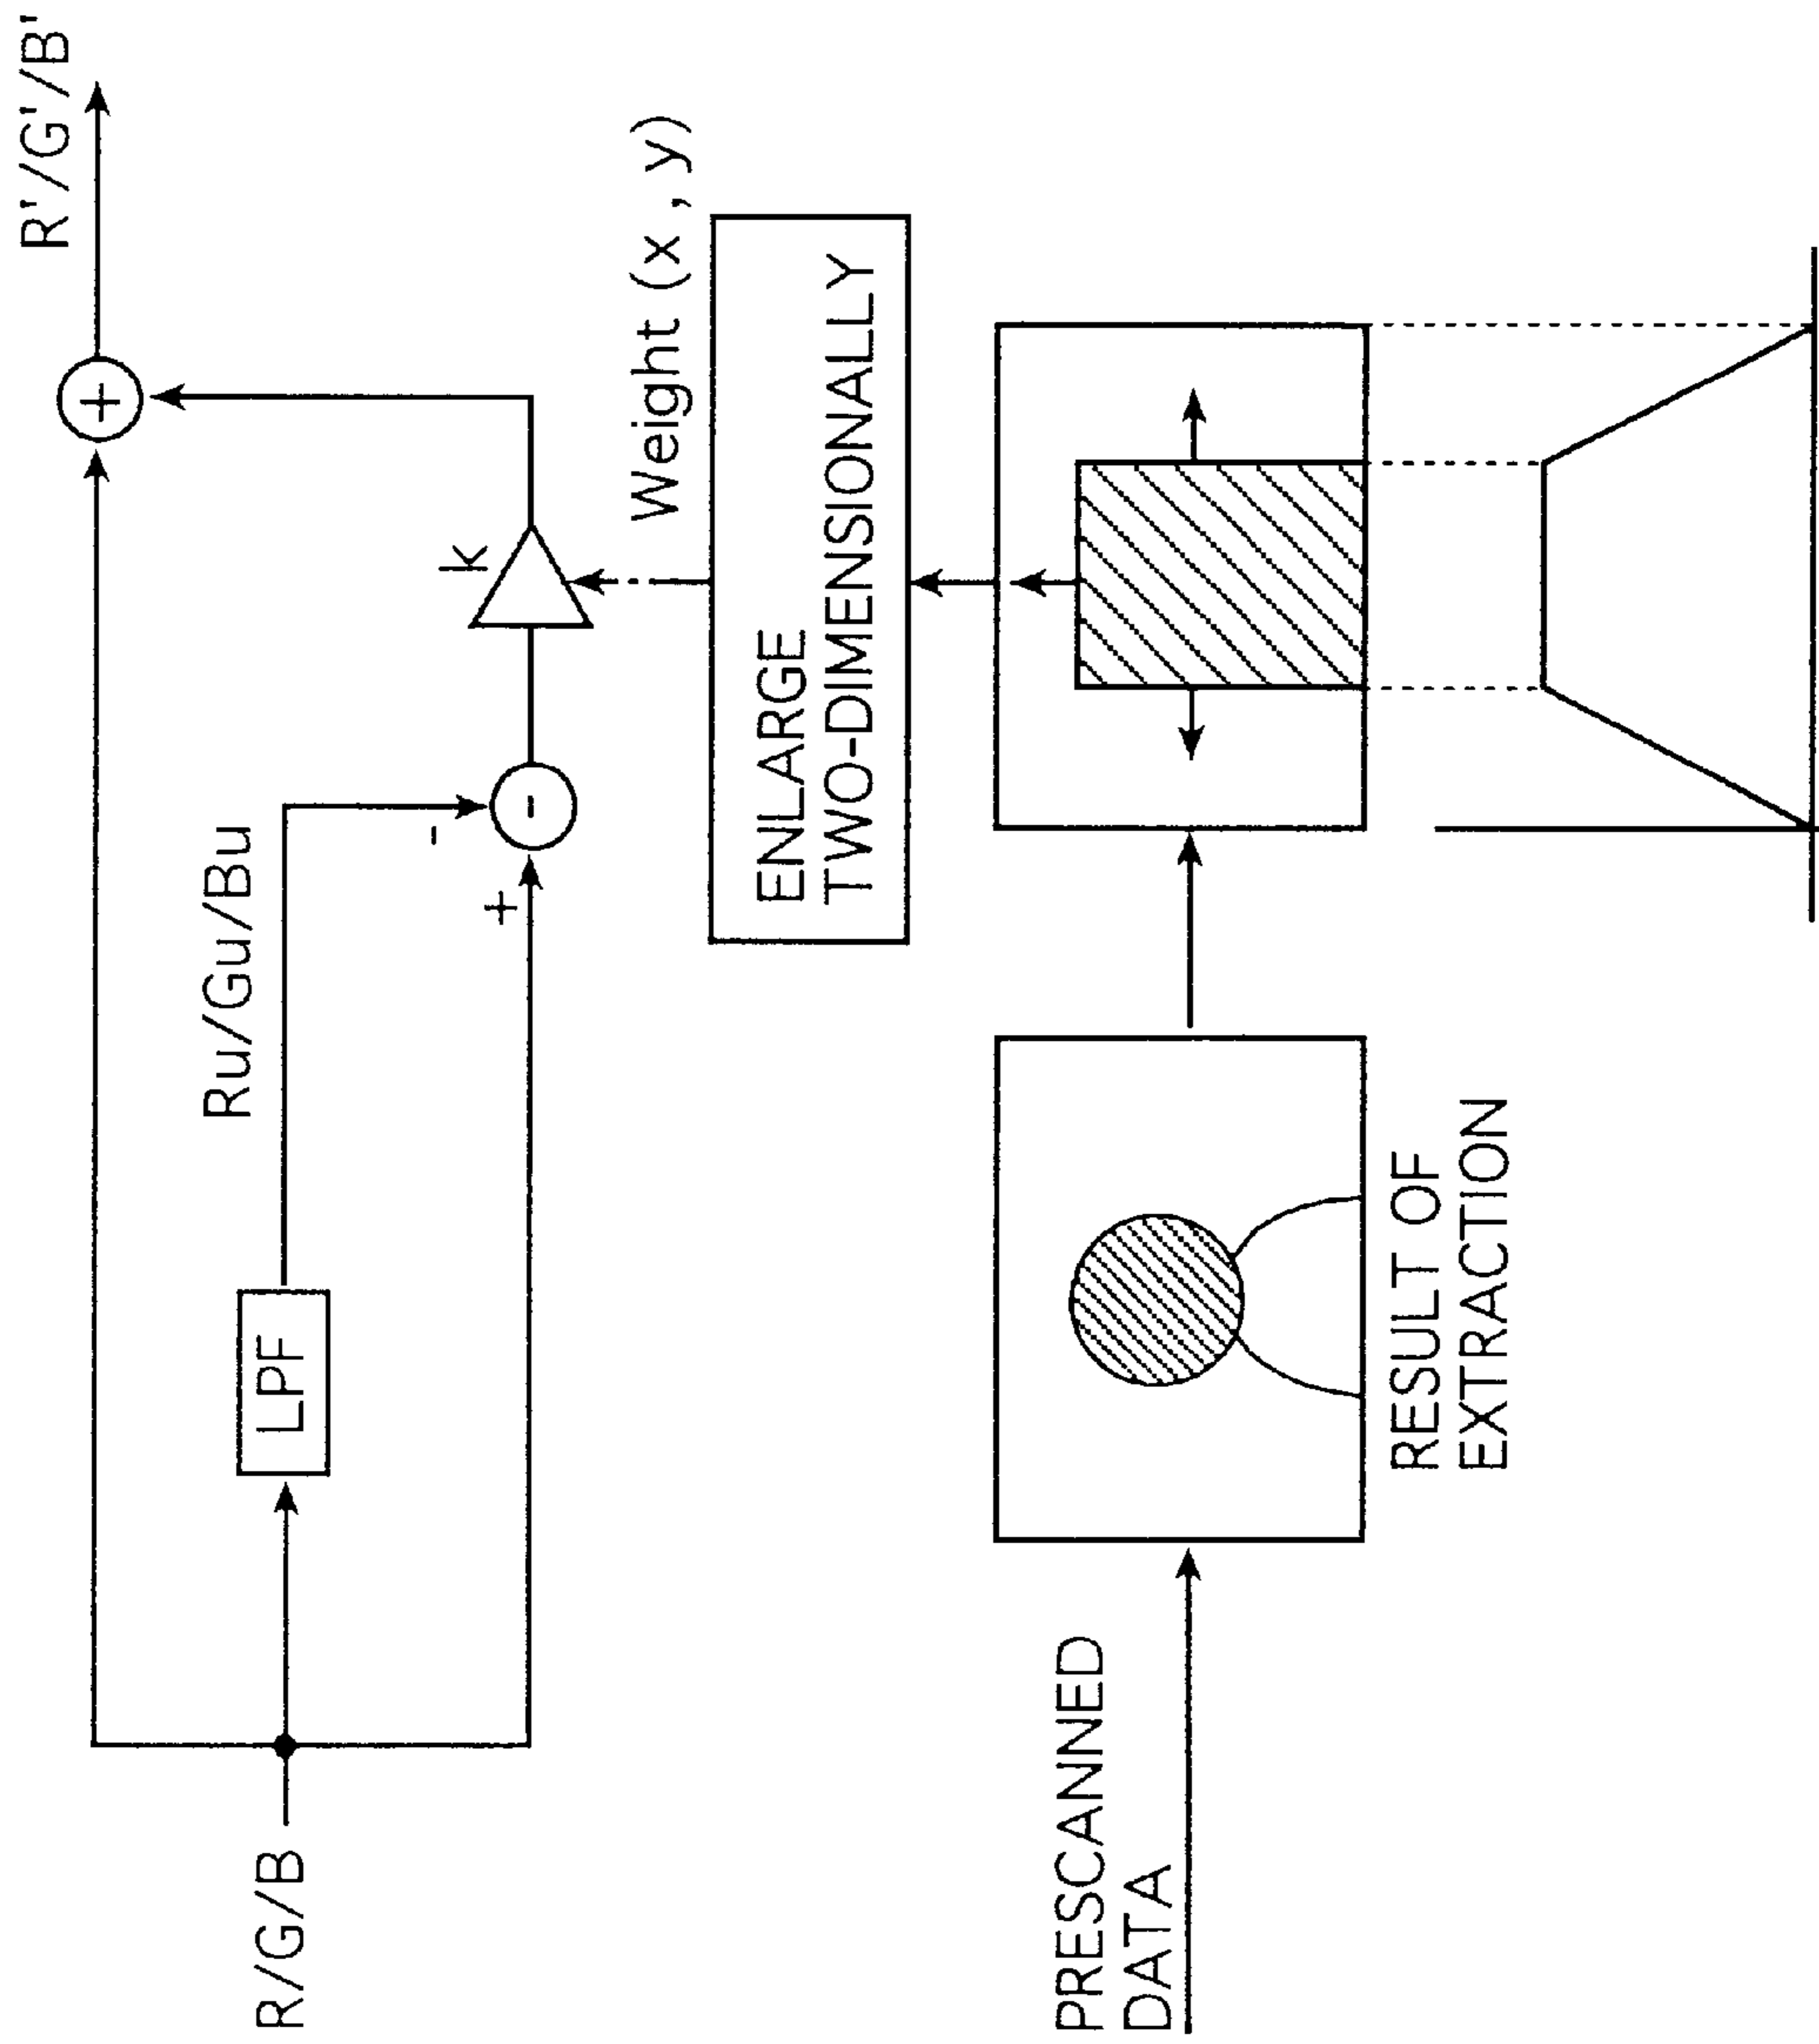 R'/G'/B'
Ru/Gu/Bu
LPF
R/G/B
+
-
-
+
k
Weight (x , y)
ENLARGE
TWO-DIMENSIONALLY
PRESCANNED
DATA
RESULT OF
EXTRACTION